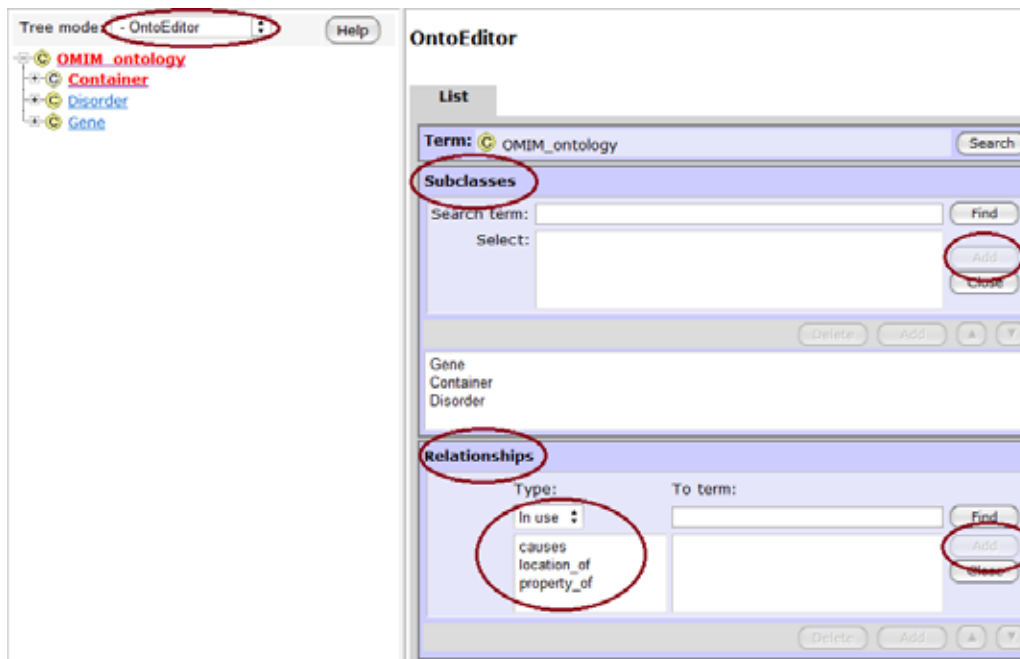 Tree mode: - OntoEditor Help
OMIM_ontology
Container
Disorder
Gene
OntoEditor
List
Term: C OMIM_ontology Search
Subclasses
Search term: Find
Select:
Add
Close
Delete Add
Gene
Container
Disorder
Relationships
Type: To term:
In use Find
causes Add
location_of Close
property_of
Delete Add